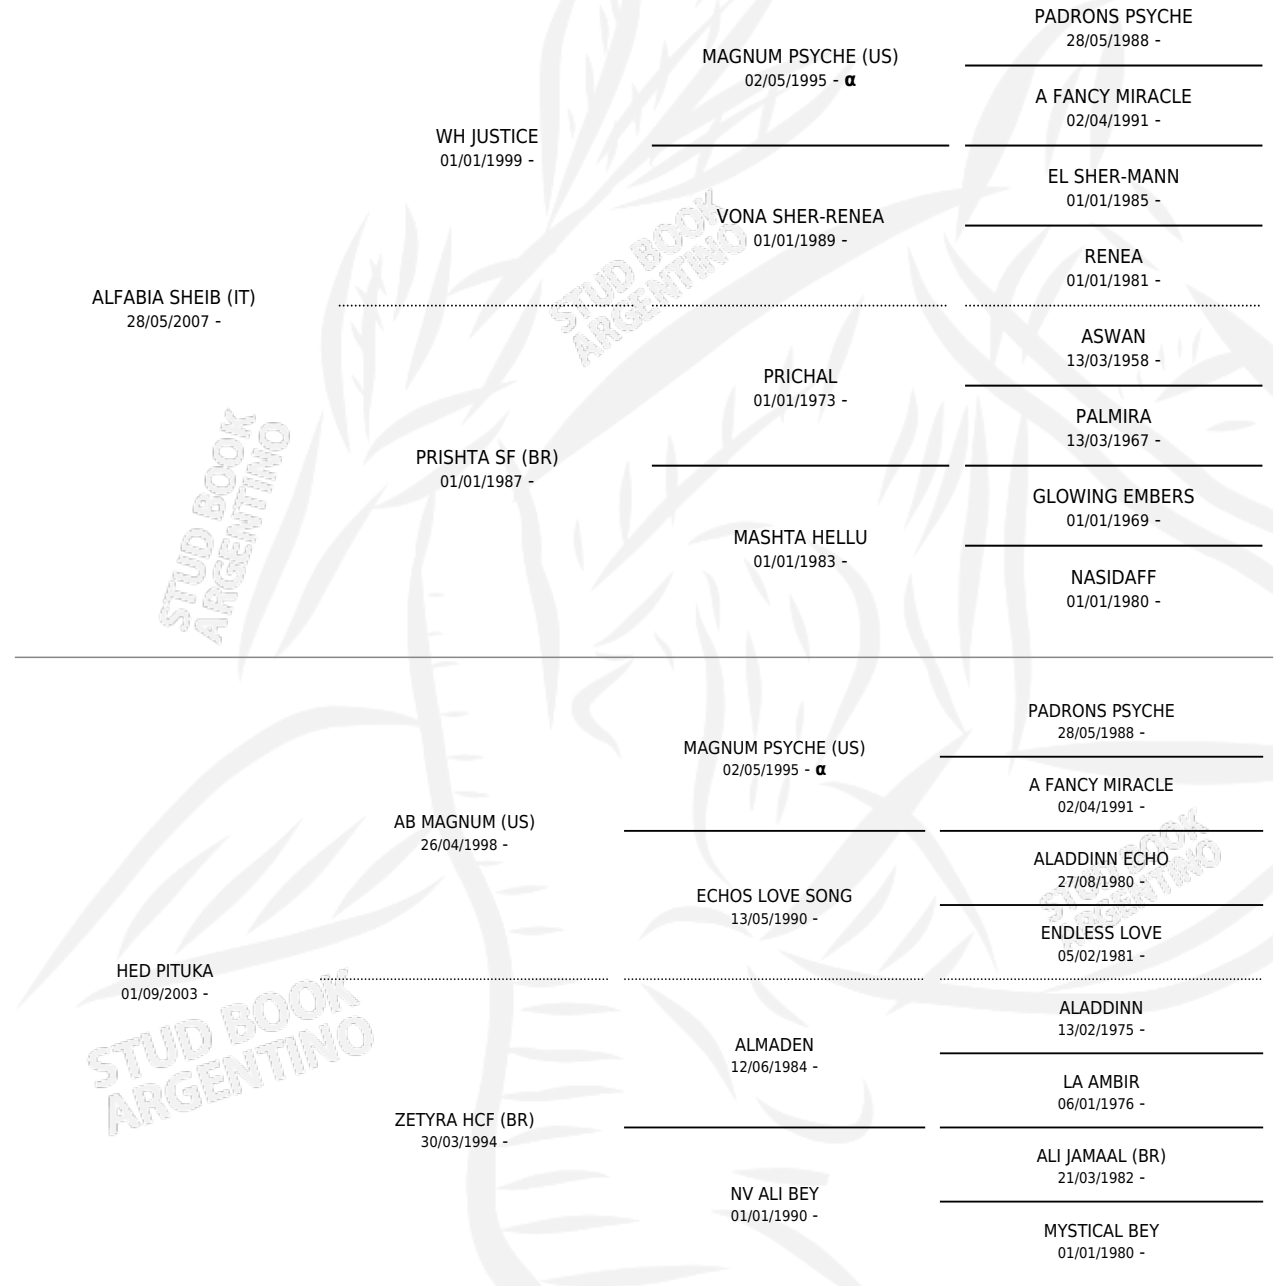 PADRONS PSYCHE
28/05/1988 -
MAGNUM PSYCHE (US)
02/05/1995 - α
A FANCY MIRACLE
02/04/1991 -
WH JUSTICE
01/01/1999 -
EL SHER-MANN
01/01/1985 -
VONA SHER-RENEA
01/01/1989 -
RENEA
01/01/1981 -
STUD BOOK
ARGENTINO
ALFABIA SHEIB (IT)
28/05/2007 -
ASWAN
13/03/1958 -
PRICHAL
01/01/1973 -
PALMIRA
13/03/1967 -
PRISHTA SF (BR)
01/01/1987 -
GLOWING EMBERS
01/01/1969 -
MASHTA HELLU
01/01/1983 -
NASIDAFF
01/01/1980 -
STUD BOOK
ARGENTINO
PADRONS PSYCHE
28/05/1988 -
MAGNUM PSYCHE (US)
02/05/1995 - α
A FANCY MIRACLE
02/04/1991 -
AB MAGNUM (US)
26/04/1998 -
ALADDINN ECHO
27/08/1980 -
ECHOS LOVE SONG
13/05/1990 -
ENDLESS LOVE
05/02/1981 -
STUD BOOK
ARGENTINO
HED PITUKA
01/09/2003 -
ALADDINN
13/02/1975 -
ALMADEN
12/06/1984 -
LA AMBIR
06/01/1976 -
STUD BOOK
ARGENTINO
ZETYRA HCF (BR)
30/03/1994 -
ALI JAMAAL (BR)
21/03/1982 -
NV ALI BEY
01/01/1990 -
MYSTICAL BEY
01/01/1980 -